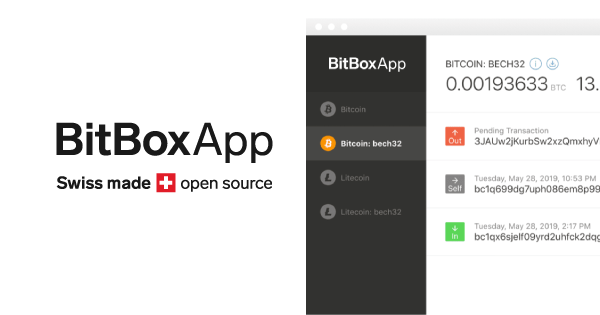 BitBoxApp
Swiss made open source
BitBoxApp
Bitcoin
Bitcoin: bech32
Litecoin
Litecoin: bech32
BITCOIN: BECH32
0.00193633 BTC 13.
Out
Pending Transaction
3JAUw2jKurbSw2xzQmxhyV
Self
Tuesday, May 28, 2019, 10:53 PM
bc1q699dg7uph086em8p99
In
Tuesday, May 28, 2019, 2:17 PM
bc1qx6sjelf09yrd2uhfck2dqg